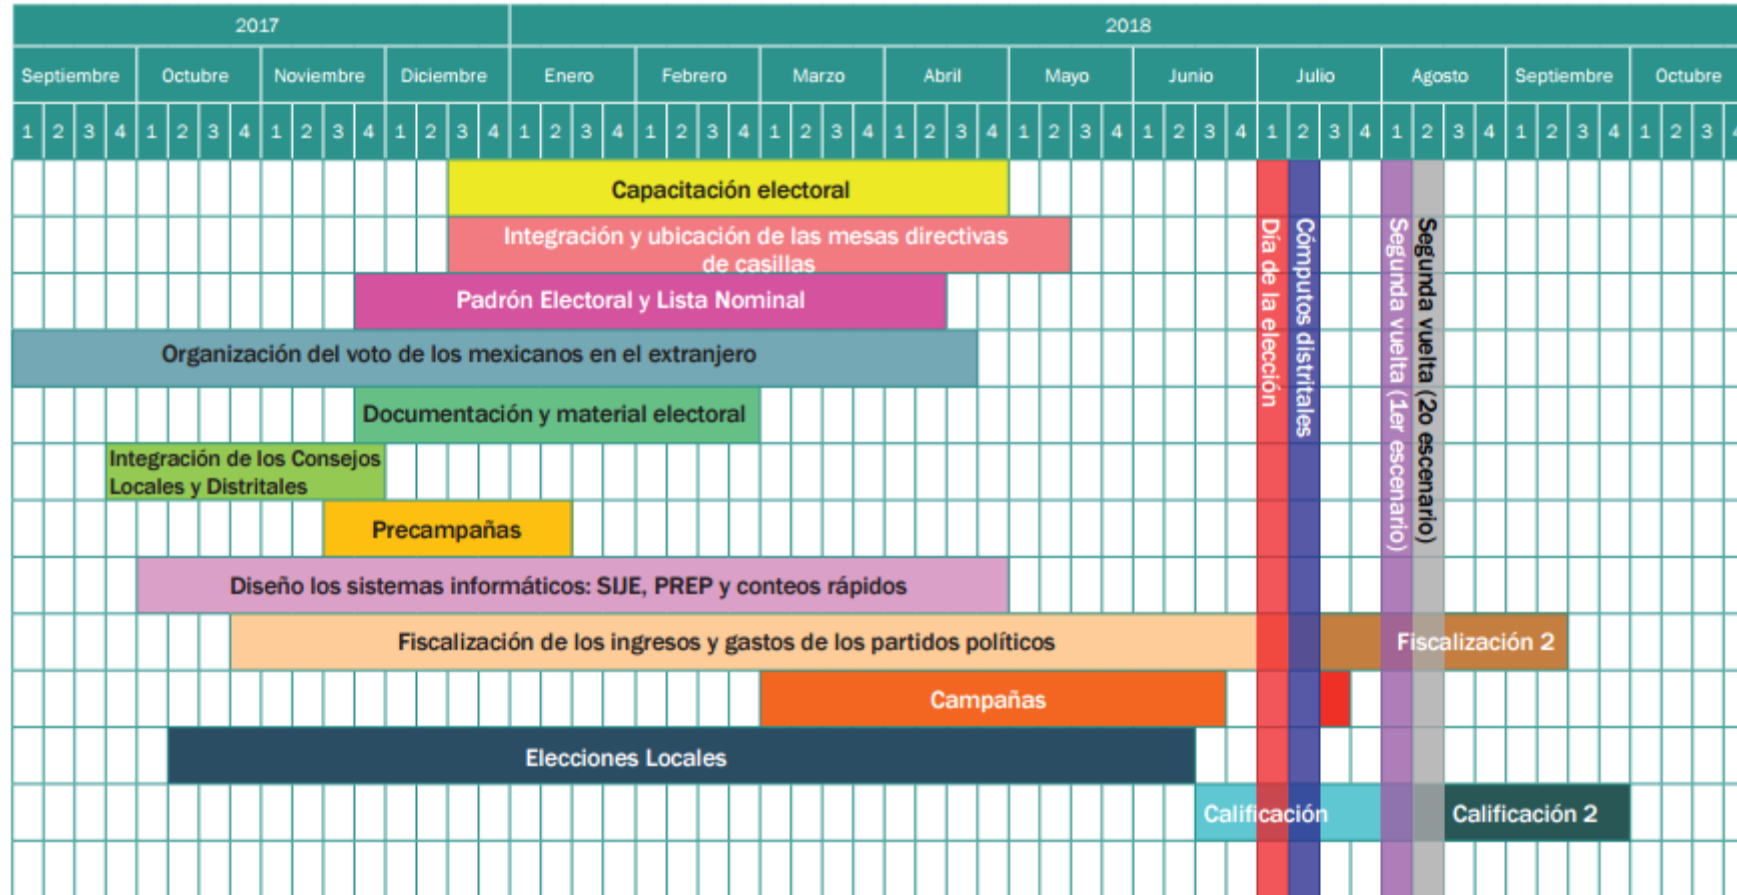 2017 2018
Septiembre Octubre Noviembre Diciembre Enero Febrero Marzo Abril Mayo Junio Julio Agosto Septiembre Octubre
1 2 3 4 1 2 3 4 1 2 3 4 1 2 3 4 1 2 3 4 1 2 3 4 1 2 3 4 1 2 3 4 1 2 3 4 1 2 3 4 1 2 3 4 1 2 3 4 1 2 3 4 1 2 3 4
Capacitación electoral
Integración y ubicación de las mesas directivas
de casillas
Padrón Electoral y Lista Nominal
Organización del voto de los mexicanos en el extranjero
Documentación y material electoral
Integración de los Consejos
Locales y Distritales
Precampañas
Diseño los sistemas informáticos: SIJE, PREP y conteos rápidos
Fiscalización de los ingresos y gastos de los partidos políticos
Fiscalización 2
Campañas
Elecciones Locales
Calificación
Calificación 2
Día de la elección
Cómputos distritales
Segunda vuelta (1er escenario)
Segunda vuelta (2o escenario)